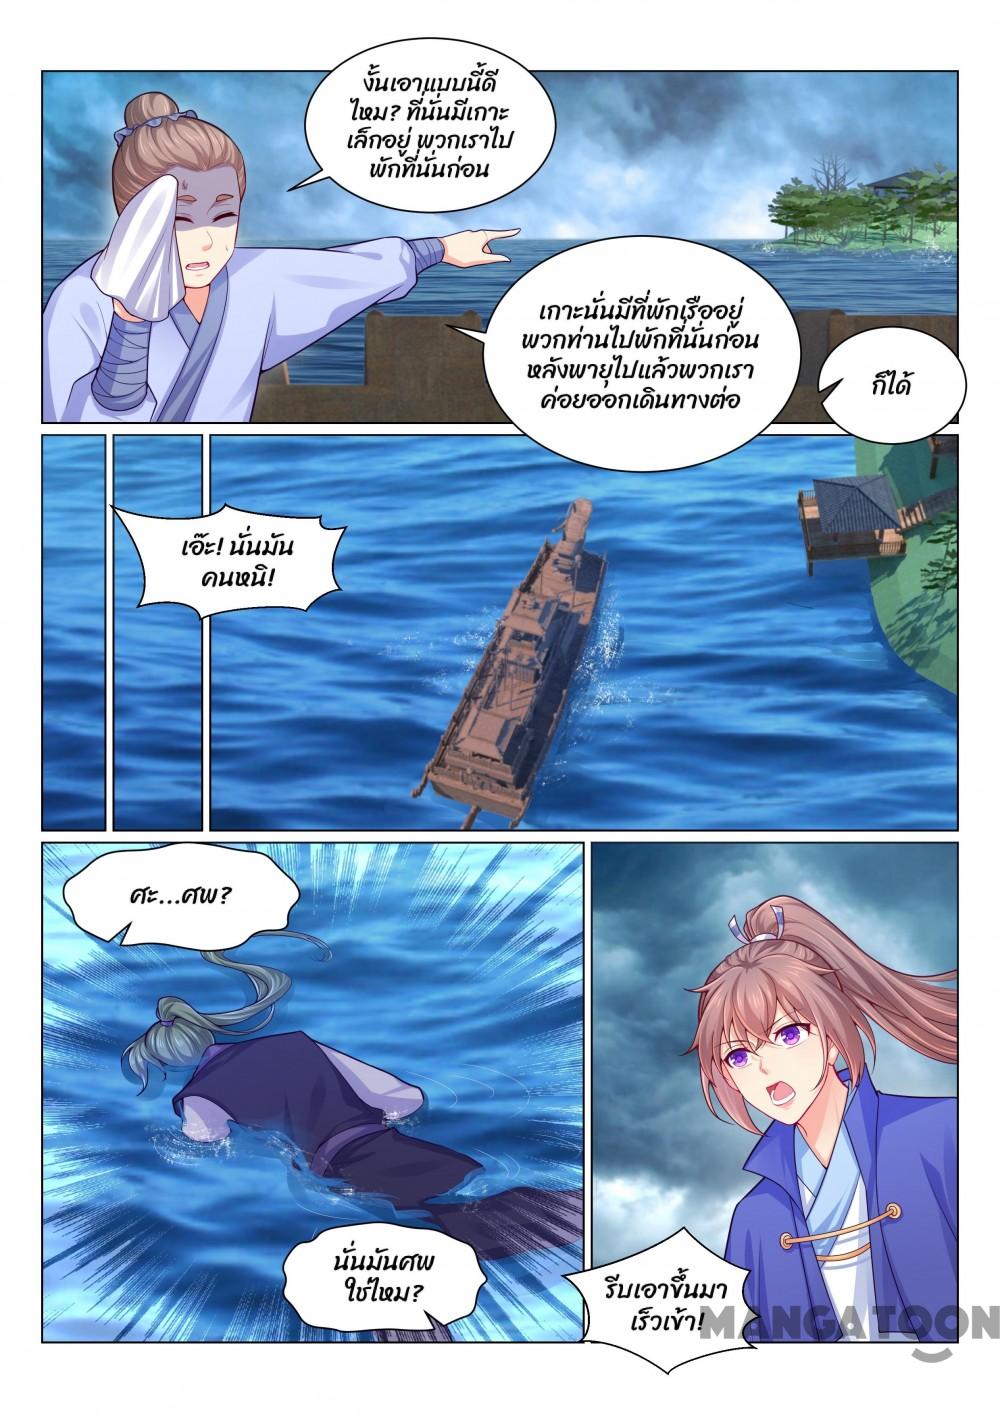 งั้นเอาแบบนี้ดี
ไหม? ที่นั่นมีเกาะ
เล็กอยู่ พวกเราไป
พักที่นั่นก่อน
เกาะนั่นมีที่พักเรืออยู่
พวกท่านไปพักที่นั่นก่อน
หลังพายุไปแล้วพวกเรา
ค่อยออกเดินทางต่อ
ก็ได้
เอ๊ะ! นั่นมัน
คนหนิ!
ศะ...ศพ?
นั่นมันศพ
ใช่ไหม?
รีบเอาขึ้นมา
เร็วเข้า!
MANGATOON